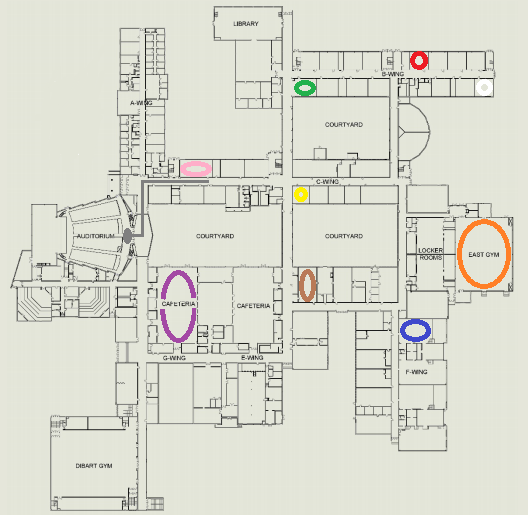 LIBRARY
B-WING
A-WING
COURTYARD
C-WING
AUDITORIUM
COURTYARD
COURTYARD
LOCKER
ROOMS
EAST GYM
CAFETERIA
CAFETERIA
G-WING
E-WING
F-WING
DIBART GYM